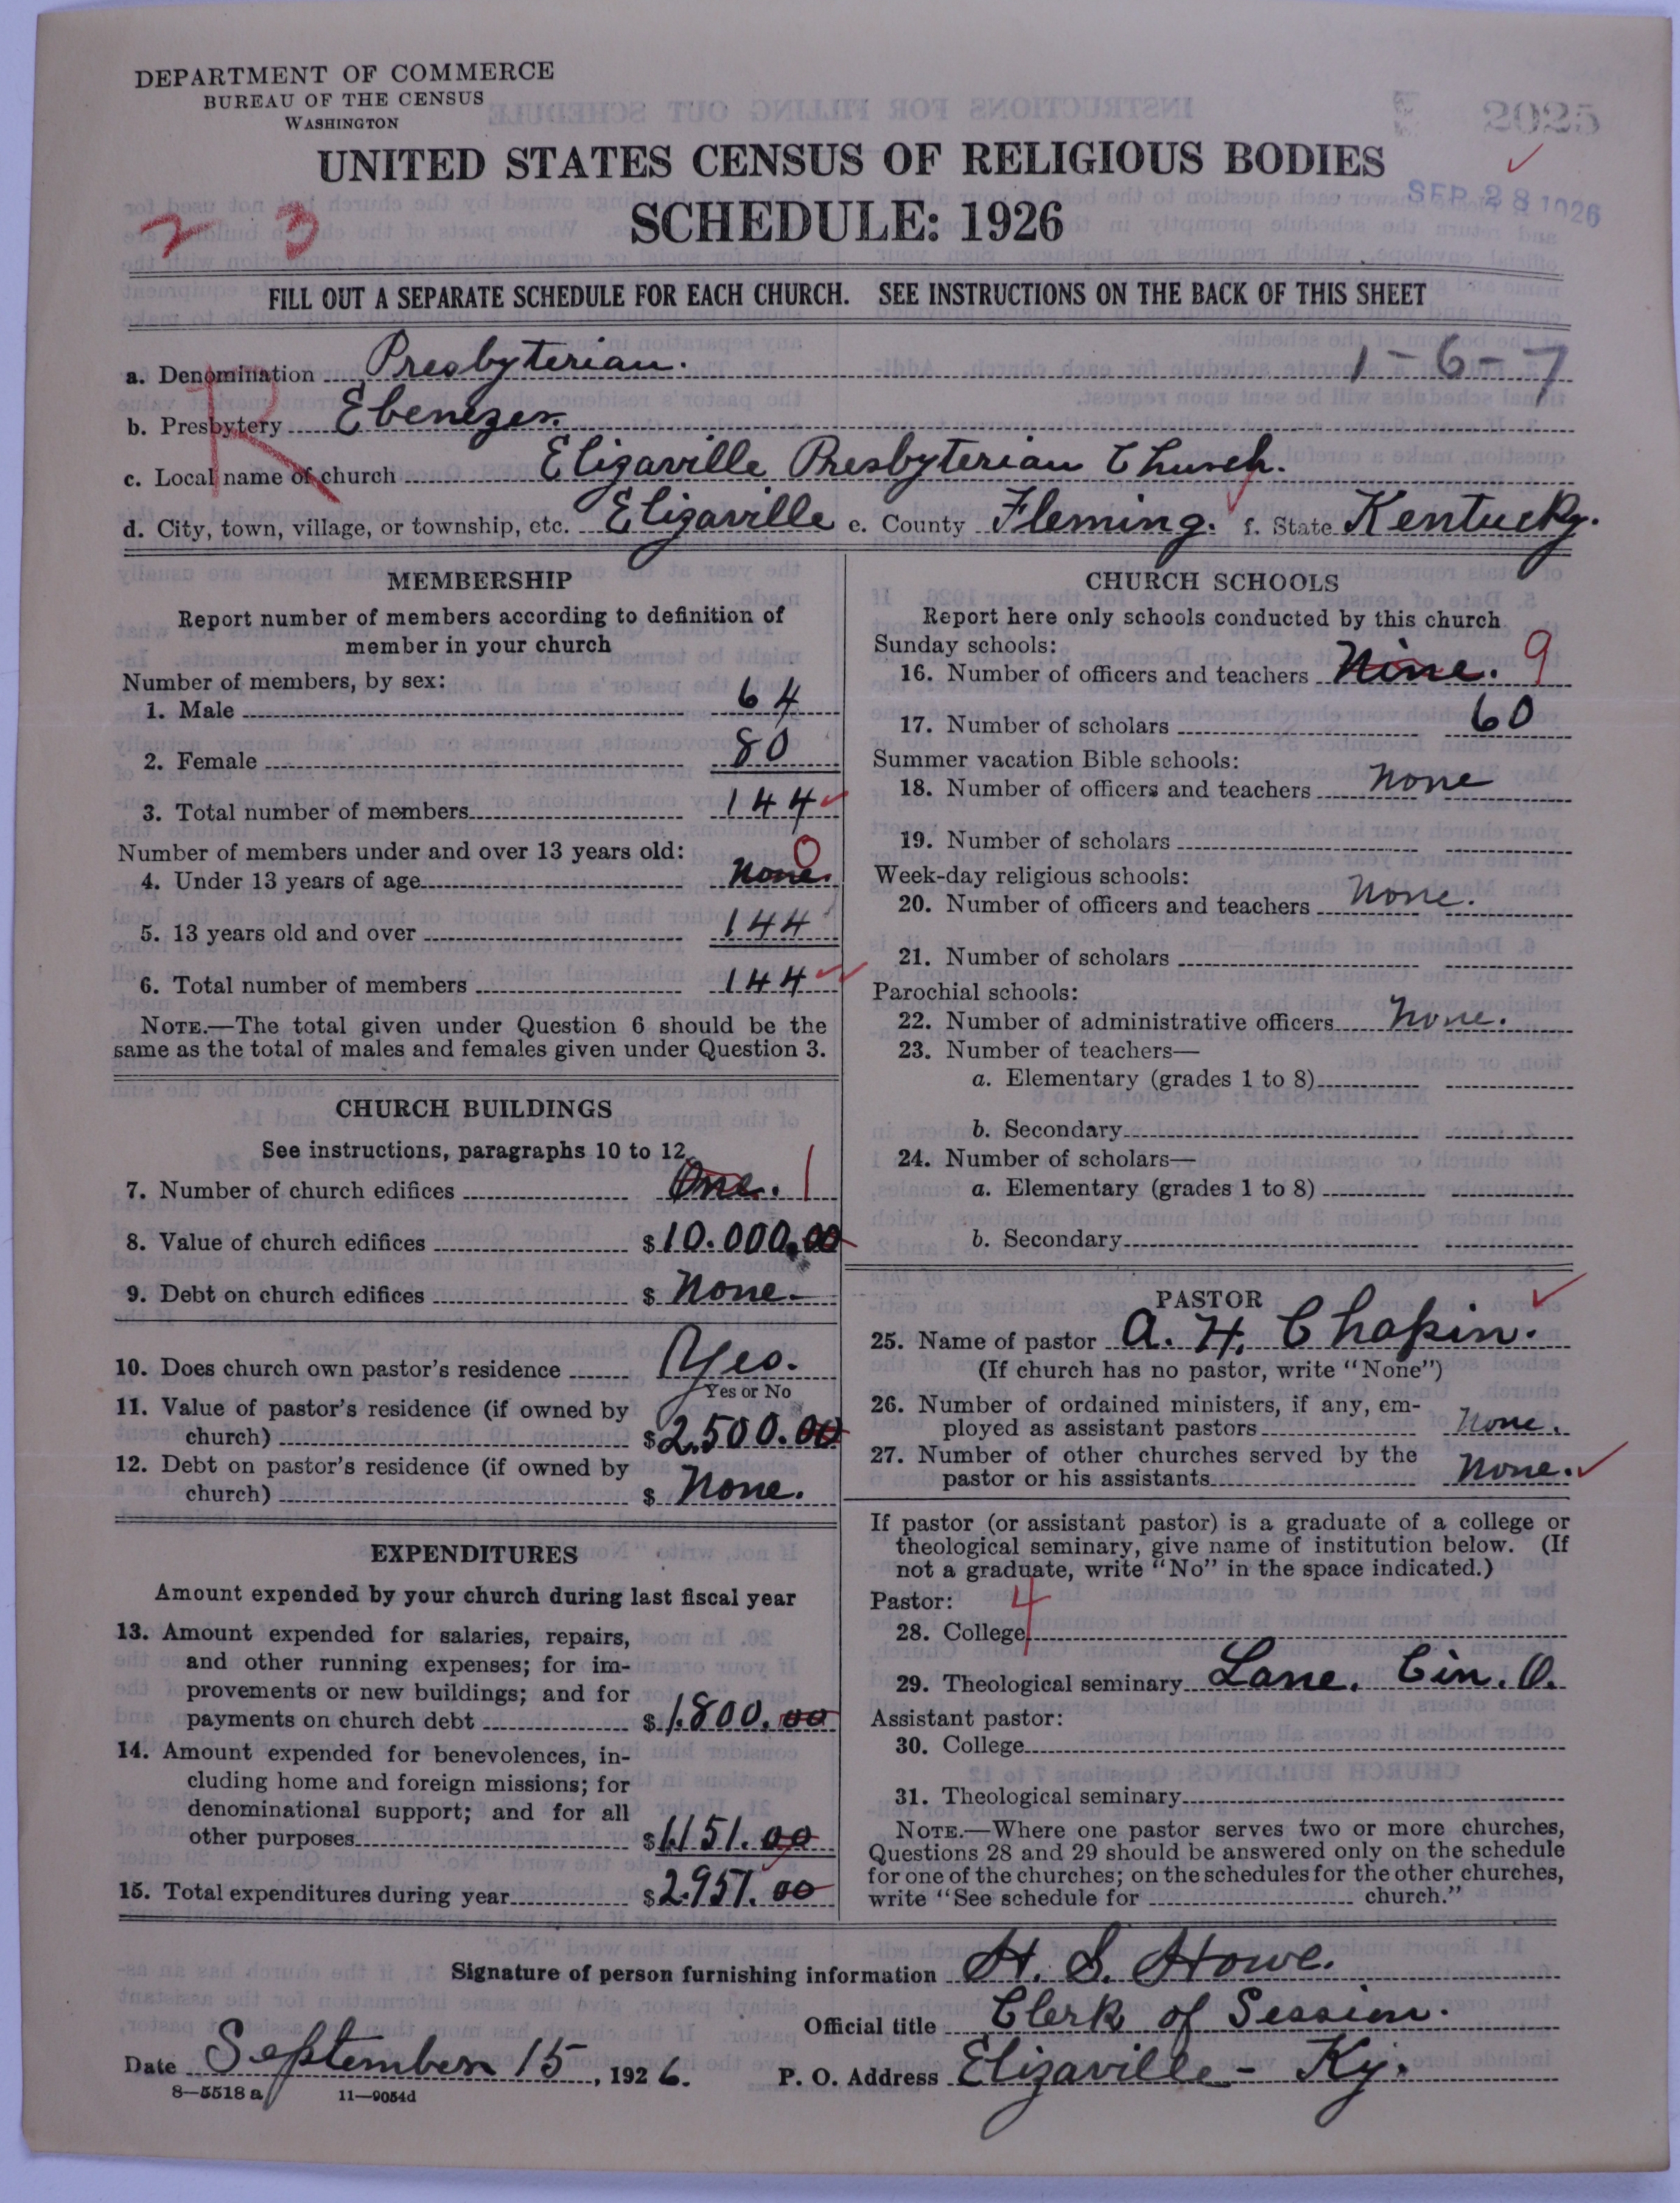 DEPARTMENT OF COMMERCE
BUREAU OF THE CENSUS
WASHINGTON
2025
UNITED STATES CENSUS OF RELIGIOUS BODIES
SEP 28 1926
SCHEDULE: 1926
2 3
FILL OUT A SEPARATE SCHEDULE FOR EACH CHURCH. SEE INSTRUCTIONS ON THE BACK OF THIS SHEET
a. Denomination Presbyterian. 1-6-7
R
b. Presbytery Ebenezer.
c. Local name of church Elizaville Presbyterian Church.
d. City, town, village, or township, etc. Elizaville e. County Fleming. f. State Kentucky.
MEMBERSHIP
Report number of members according to definition of
member in your church
Number of members, by sex:
1. Male 64
2. Female 80
3. Total number of members 144
Number of members under and over 13 years old:
4. Under 13 years of age none. 0
5. 13 years old and over 144
6. Total number of members 144
NOTE.—The total given under Question 6 should be the
same as the total of males and females given under Question 3.
CHURCH BUILDINGS
See instructions, paragraphs 10 to 12.
7. Number of church edifices One. 1
8. Value of church edifices $10.000.00
9. Debt on church edifices $ None-
10. Does church own pastor's residence Yes.
Yes or No
11. Value of pastor's residence (if owned by
church) $2,500.00
12. Debt on pastor's residence (if owned by
church) $ None.
EXPENDITURES
Amount expended by your church during last fiscal year
13. Amount expended for salaries, repairs,
and other running expenses; for im-
provements or new buildings; and for
payments on church debt $1,800.00
14. Amount expended for benevolences, in-
cluding home and foreign missions; for
denominational support; and for all
other purposes $1,151.00
15. Total expenditures during year $2.951.00
CHURCH SCHOOLS
Report here only schools conducted by this church
Sunday schools:
16. Number of officers and teachers Nine. 9
17. Number of scholars 60
Summer vacation Bible schools:
18. Number of officers and teachers none
19. Number of scholars
Week-day religious schools:
20. Number of officers and teachers None.
21. Number of scholars
Parochial schools:
22. Number of administrative officers None.
23. Number of teachers—
a. Elementary (grades 1 to 8)
b. Secondary
24. Number of scholars—
a. Elementary (grades 1 to 8)
b. Secondary
PASTOR
25. Name of pastor A. H. Chapin.
(If church has no pastor, write "None")
26. Number of ordained ministers, if any, em-
ployed as assistant pastors None.
27. Number of other churches served by the
pastor or his assistants None.
If pastor (or assistant pastor) is a graduate of a college or
theological seminary, give name of institution below. (If
not a graduate, write "No" in the space indicated.)
Pastor: 4
28. College
29. Theological seminary Lane. Cin. O.
Assistant pastor:
30. College
31. Theological seminary
NOTE.—Where one pastor serves two or more churches,
Questions 28 and 29 should be answered only on the schedule
for one of the churches; on the schedules for the other churches,
write "See schedule for church."
Signature of person furnishing information H. S. Howe.
Official title Clerk of Session.
Date September 15, 1926. P. O. Address Elizaville - Ky.
8—5518 a 11—9054d